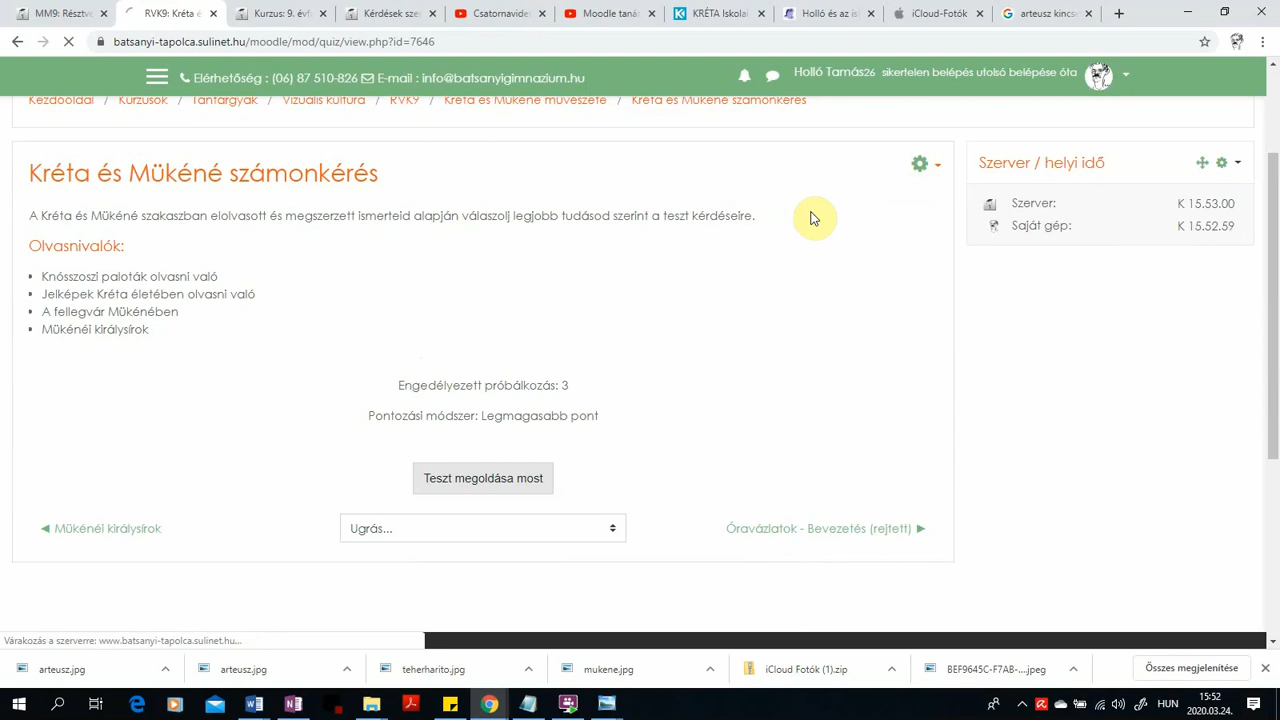 MM9: Résztve
RVK9: Kréta é
Kurzus: 9. évf
Kérdések szer
Csatornavide
Moodle taná
KRÉTA Iskolai
Holló és az is
iCloud-Fotók
arteusz kincs
batsanyi-tapolca.sulinet.hu/moodle/mod/quiz/view.php?id=7646
Elérhetőség : (06) 87 510-826 E-mail : info@batsanyigimnazium.hu
Holló Tamás26 sikertelen belépés utolsó belépése óta
Kezdőoldal / Kurzusok / Tantárgyak / Vizuális kultúra / RVK9 / Kréta és Mükéné művészete / Kréta és Mükéné számonkérés
Kréta és Mükéné számonkérés
A Kréta és Mükéné szakaszban elolvasott és megszerzett ismerteid alapján válaszolj legjobb tudásod szerint a teszt kérdéseire.
Olvasnivalók:
Knósszoszi paloták olvasni való
Jelképek Kréta életében olvasni való
A fellegvár Mükénében
Mükénéi királysírok
Engedélyezett próbálkozás: 3
Pontozási módszer: Legmagasabb pont
Teszt megoldása most
◄ Mükénéi királysírok
Ugrás...
Óravázlatok - Bevezetés (rejtett) ►
Szerver / helyi idő
Szerver: K 15.53.00
Saját gép: K 15.52.59
Várakozás a szerverre: www.batsanyi-tapolca.sulinet.hu...
arteusz.jpg
arteusz.jpg
teherharito.jpg
mukene.jpg
iCloud Fotók (1).zip
BEF9645C-F7AB-....jpeg
Összes megjelenítése
HUN
15:52
2020.03.24.